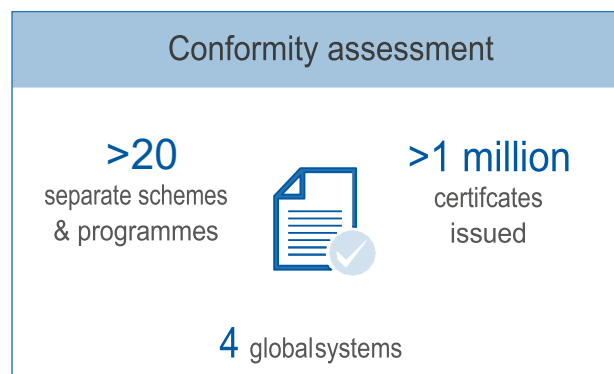 Conformity assessment
>20
separate schemes
& programmes
>1 million
certifcates
issued
4 globalsystems